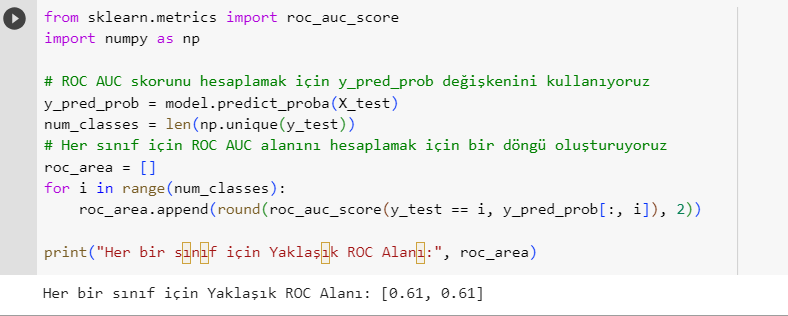 from sklearn.metrics import roc_auc_score
import numpy as np
# ROC AUC skorunu hesaplamak için y_pred_prob değişkenini kullanıyoruz
y_pred_prob = model.predict_proba(X_test)
num_classes = len(np.unique(y_test))
# Her sınıf için ROC AUC alanını hesaplamak için bir döngü oluşturuyoruz
roc_area = []
for i in range(num_classes):
    roc_area.append(round(roc_auc_score(y_test == i, y_pred_prob[:, i]), 2))
print("Her bir sınıf için Yaklaşık ROC Alanı:", roc_area)
Her bir sınıf için Yaklaşık ROC Alanı: [0.61, 0.61]